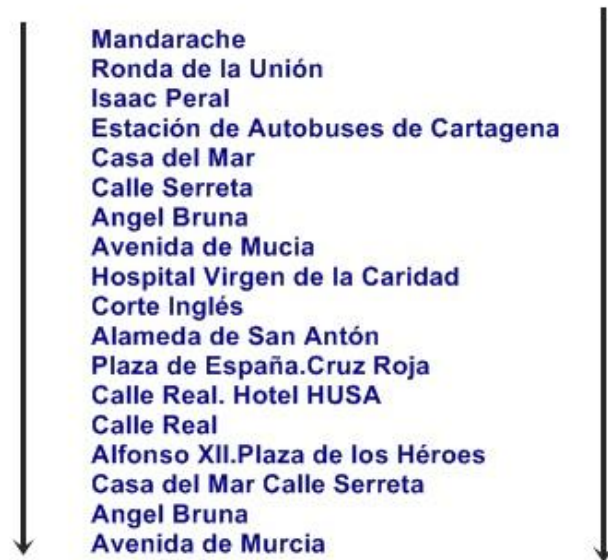 Mandarache
Ronda de la Unión
Isaac Peral
Estación de Autobuses de Cartagena
Casa del Mar
Calle Serreta
Angel Bruna
Avenida de Mucia
Hospital Virgen de la Caridad
Corte Inglés
Alameda de San Antón
Plaza de España.Cruz Roja
Calle Real. Hotel HUSA
Calle Real
Alfonso XII.Plaza de los Héroes
Casa del Mar Calle Serreta
Angel Bruna
Avenida de Murcia